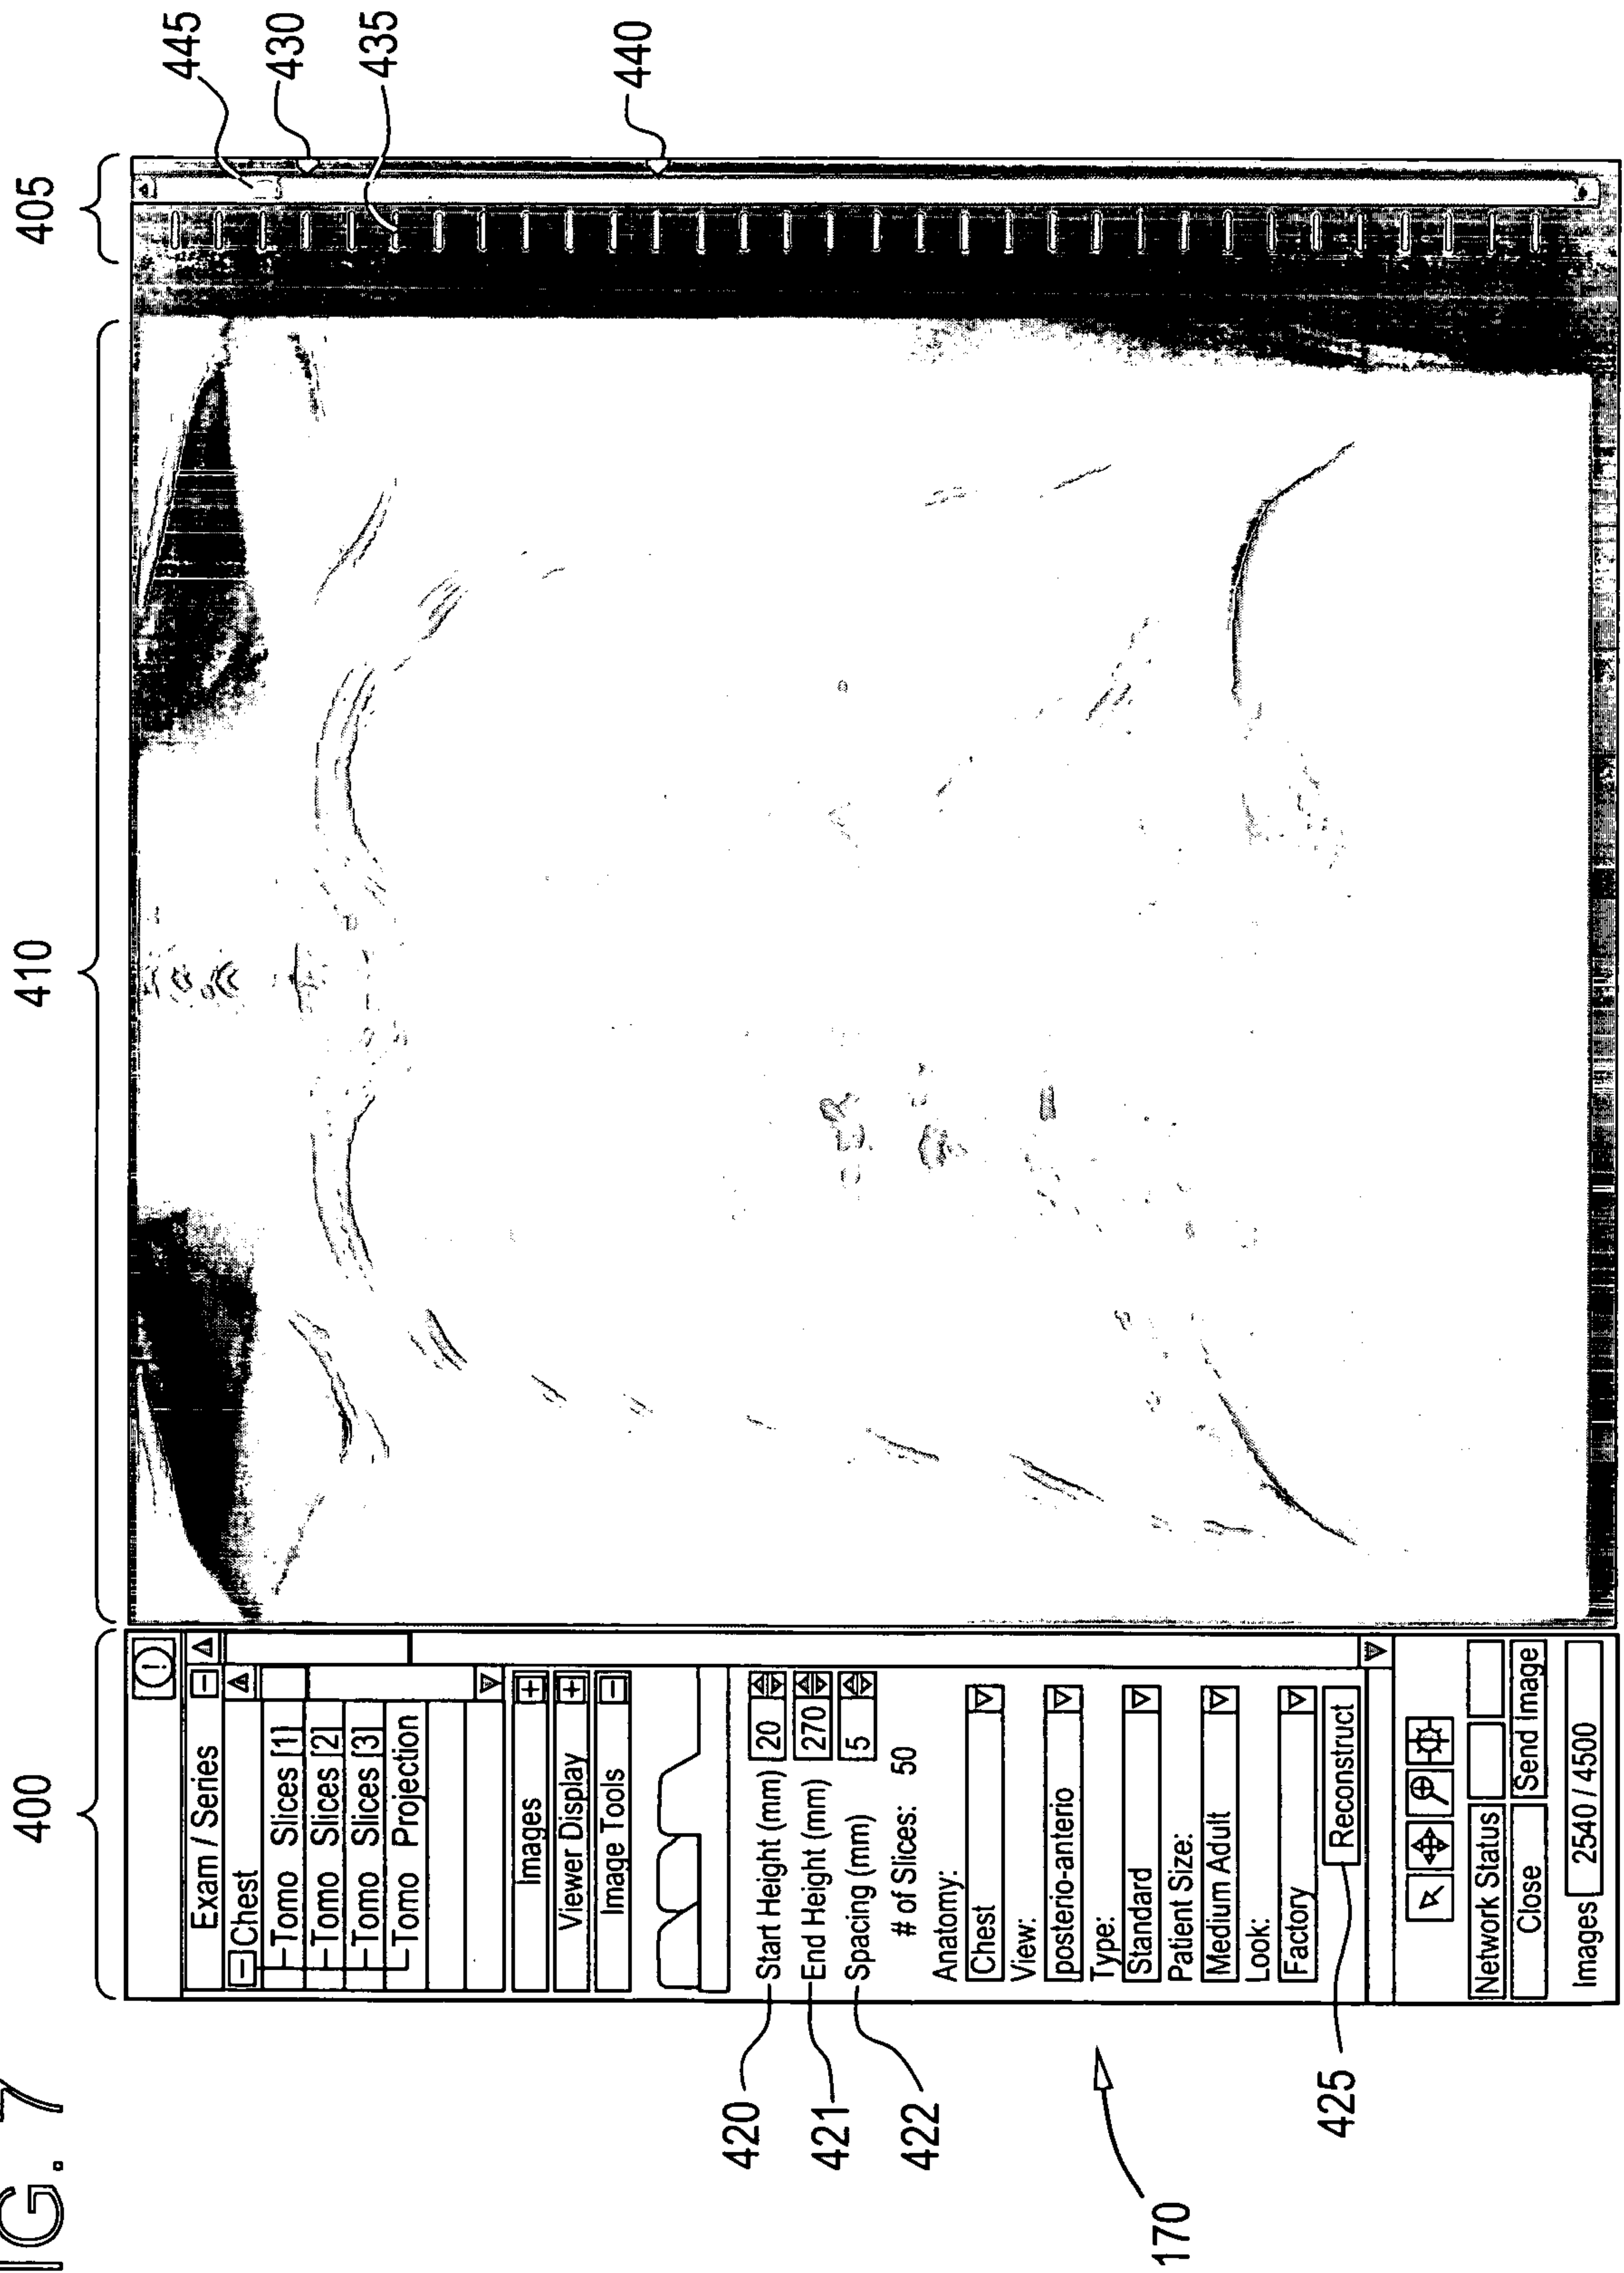 IG. 7
400
410
405
445
430
435
440
Exam / Series
Chest
Tomo Slices [1]
Tomo Slices [2]
Tomo Slices [3]
Tomo Projection
Images
Viewer Display
Image Tools
420
Start Height (mm) 20
421
End Height (mm) 270
422
Spacing (mm) 5
# of Slices: 50
Anatomy:
Chest
View:
posterio-anterio
Type:
Standard
Patient Size:
Medium Adult
Look:
Factory
Reconstruct
425
170
Network Status
Close Send Image
Images 2540 / 4500